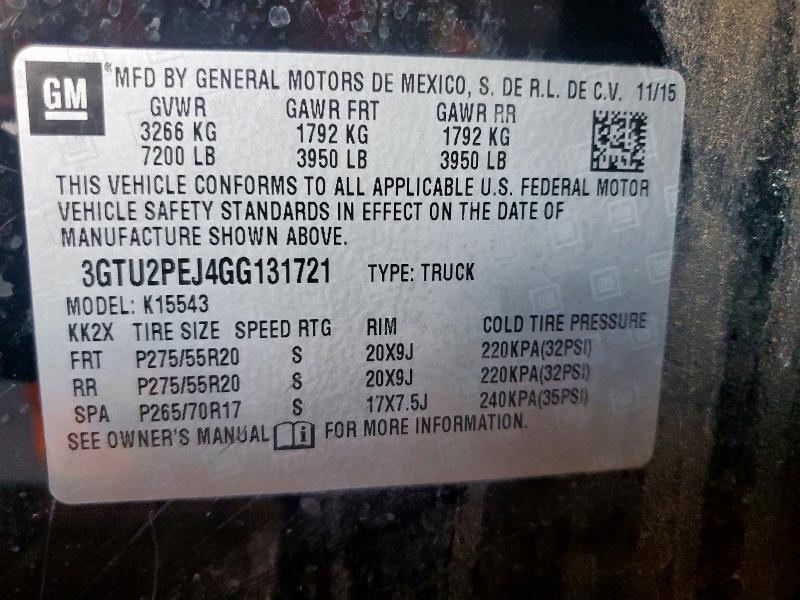 GM
MFD BY GENERAL MOTORS DE MEXICO, S. DE R.L. DE C.V. 11/15
GVWR GAWR FRT GAWR RR
3266 KG 1792 KG 1792 KG
7200 LB 3950 LB 3950 LB
THIS VEHICLE CONFORMS TO ALL APPLICABLE U.S. FEDERAL MOTOR
VEHICLE SAFETY STANDARDS IN EFFECT ON THE DATE OF
MANUFACTURE SHOWN ABOVE.
3GTU2PEJ4GG131721 TYPE: TRUCK
MODEL: K15543
KK2X TIRE SIZE SPEED RTG RIM COLD TIRE PRESSURE
FRT P275/55R20 S 20X9J 220KPA(32PSI)
RR P275/55R20 S 20X9J 220KPA(32PSI)
SPA P265/70R17 S 17X7.5J 240KPA(35PSI)
SEE OWNER'S MANUAL i FOR MORE INFORMATION.